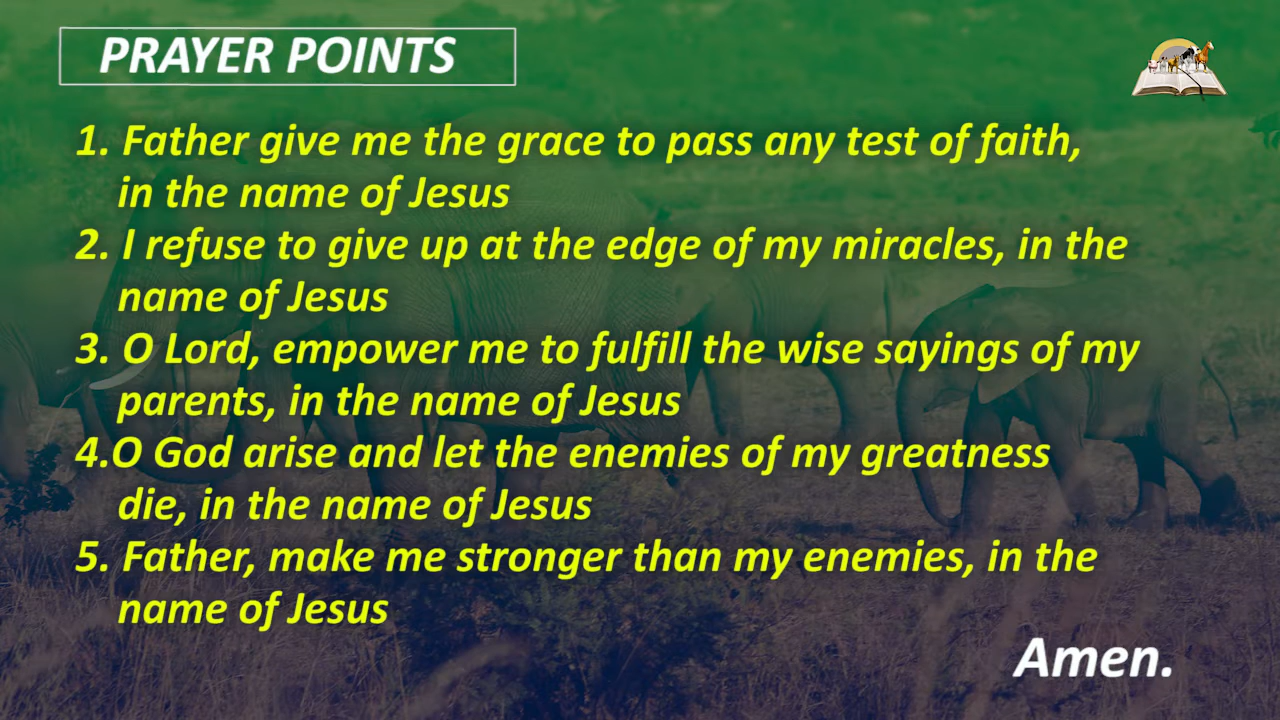 PRAYER POINTS
1. Father give me the grace to pass any test of faith,
in the name of Jesus
2. I refuse to give up at the edge of my miracles, in the
name of Jesus
3. O Lord, empower me to fulfill the wise sayings of my
parents, in the name of Jesus
4.O God arise and let the enemies of my greatness
die, in the name of Jesus
5. Father, make me stronger than my enemies, in the
name of Jesus
Amen.